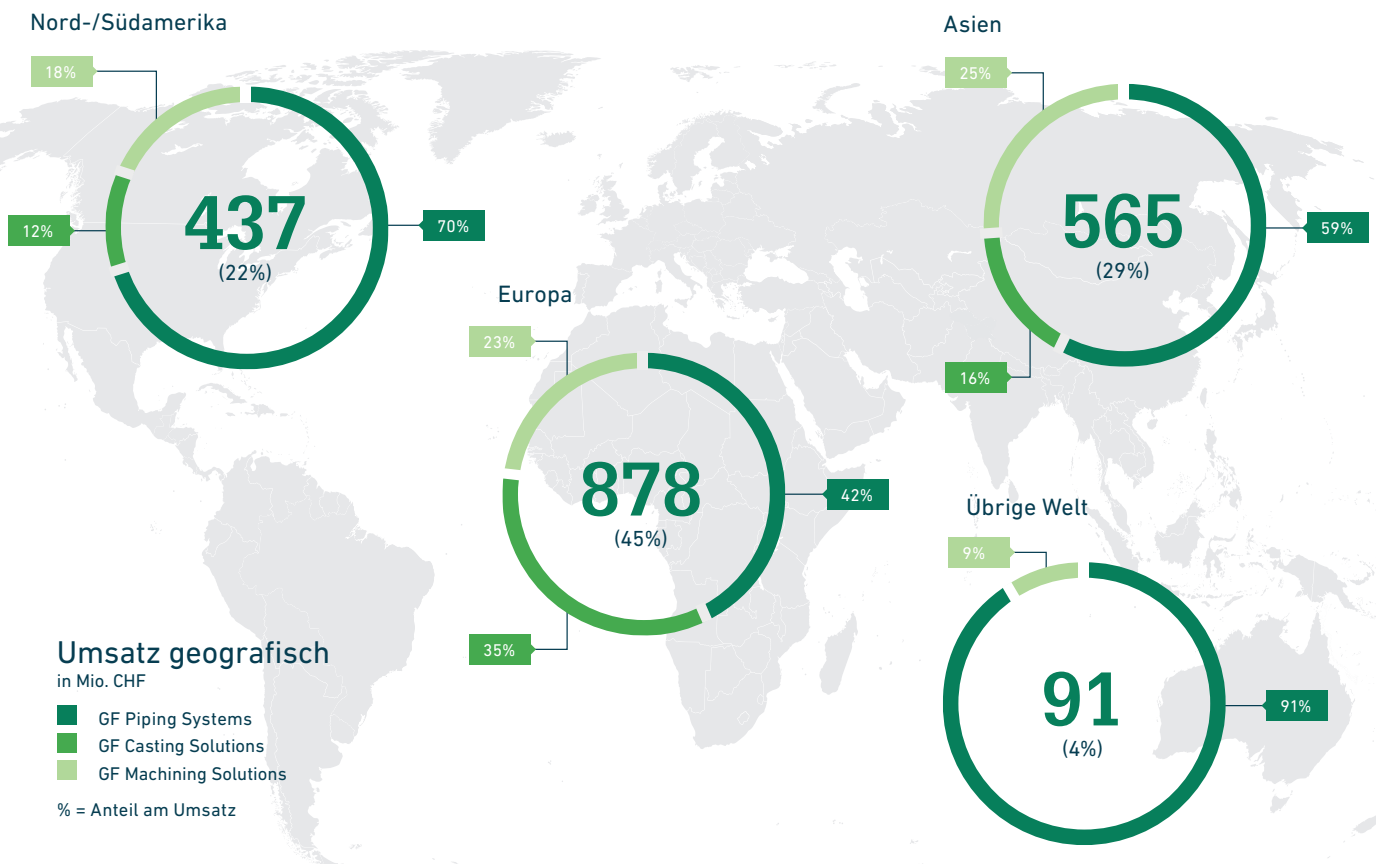 Nord-/Südamerika
18%
12%
437
(22%)
70%
Asien
25%
565
(29%)
59%
16%
Europa
23%
878
(45%)
42%
35%
Übrige Welt
9%
91
(4%)
91%
Umsatz geografisch
in Mio. CHF
GF Piping Systems
GF Casting Solutions
GF Machining Solutions
% = Anteil am Umsatz